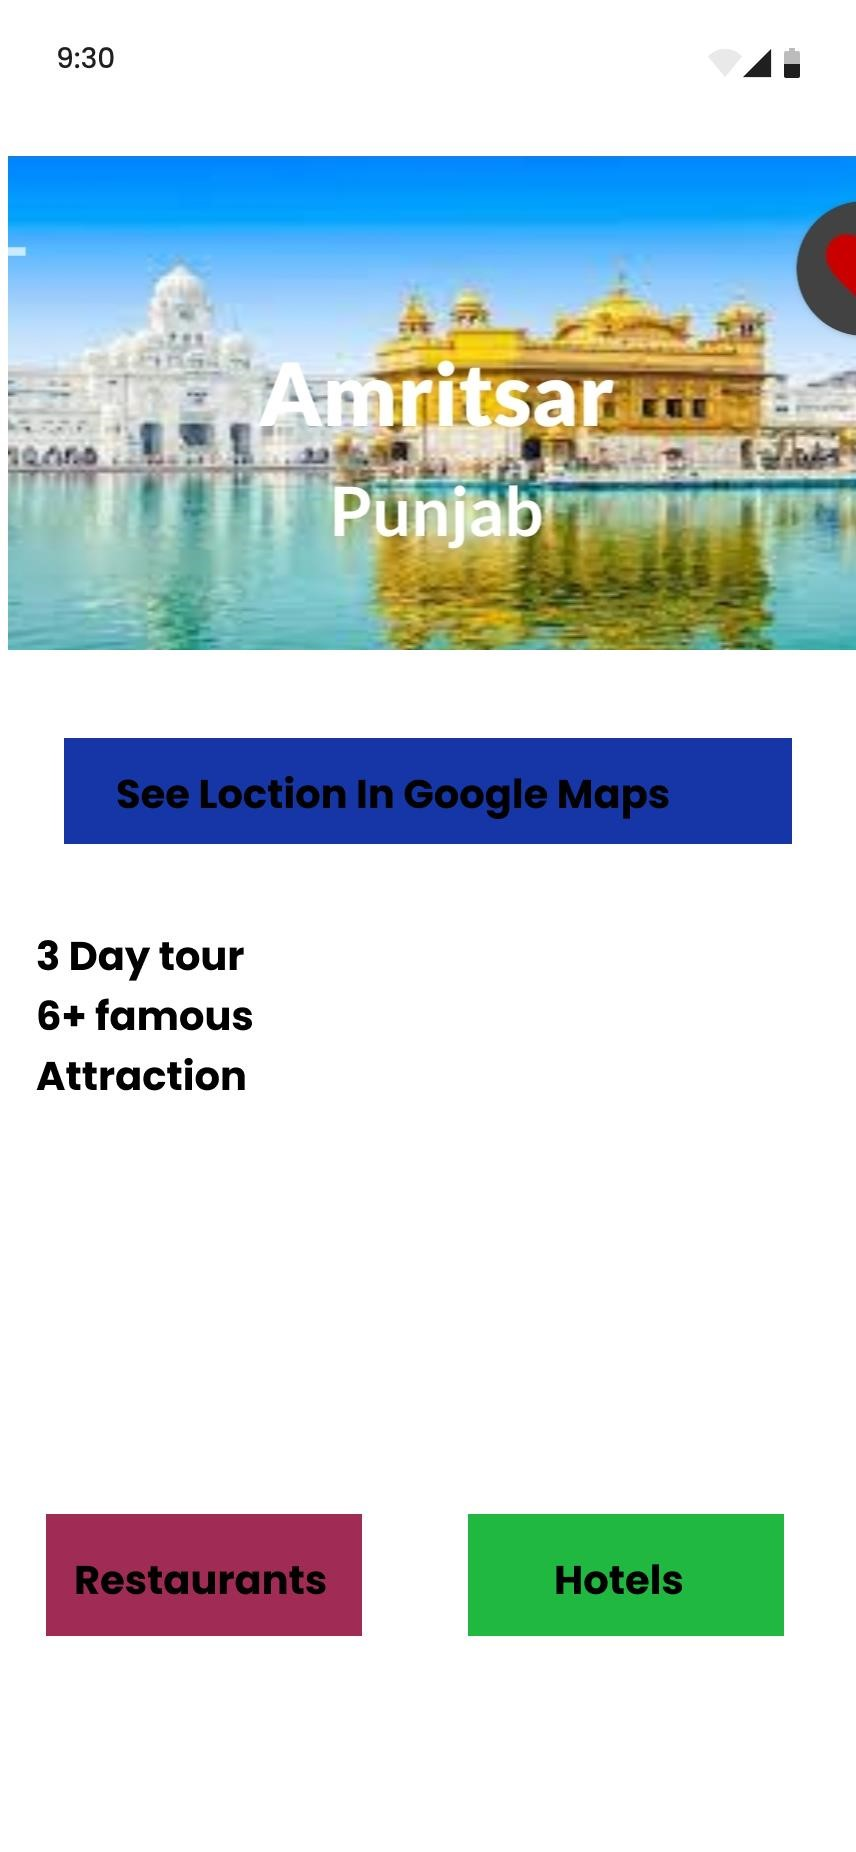 9:30
Amritsar
Punjab
See Loction In Google Maps
3 Day tour
6+ famous
Attraction
Restaurants
Hotels